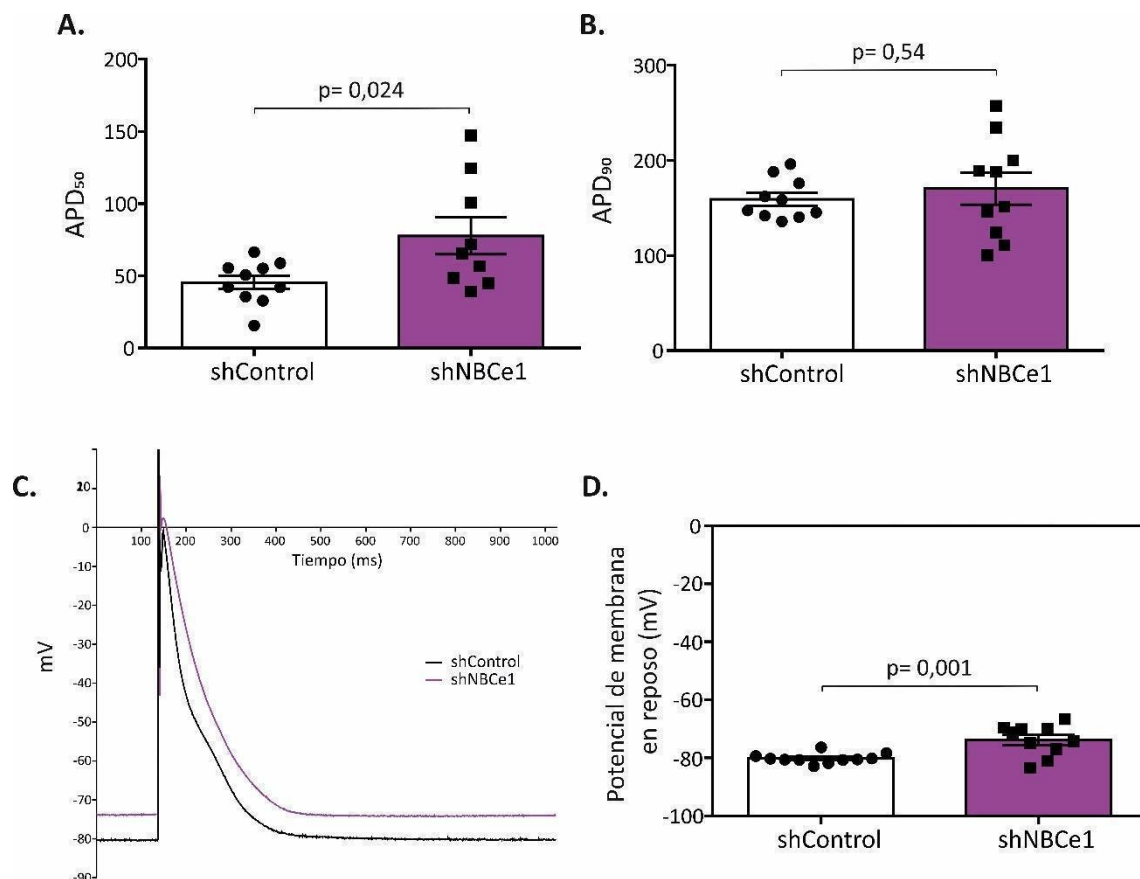 A.
200
150
100
50
0
APD₅₀
p= 0,024
shControl
shNBCe1
B.
300
200
100
0
APD₉₀
p= 0,54
shControl
shNBCe1
C.
0
-10
-20
-30
-40
-50
-60
-70
-80
-90
mV
100 200 300 400 500 600 700 800 900 1000
Tiempo (ms)
shControl
shNBCe1
D.
0
-20
-40
-60
-80
-100
Potencial de membrana
en reposo (mV)
p= 0,001
shControl
shNBCe1